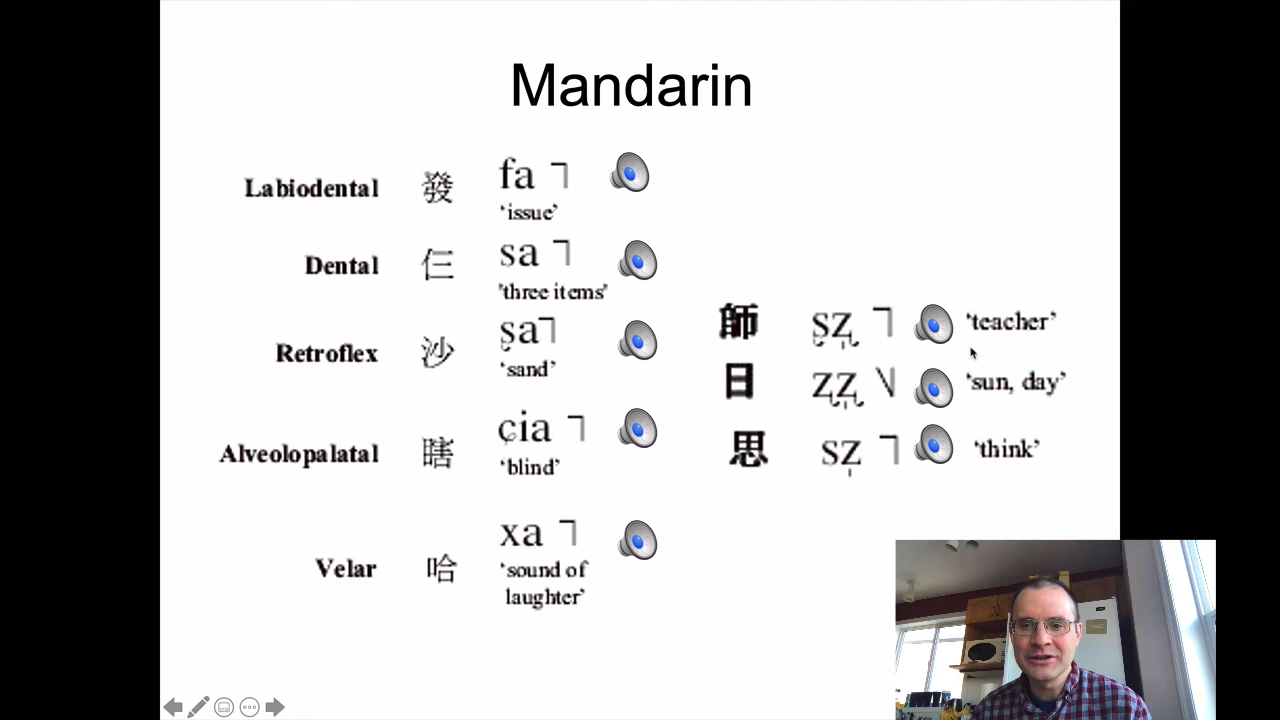 Mandarin
Labiodental 發 fa ˥
‘issue’
Dental 仨 sa ˥
'three items'
Retroflex 沙 ʂa˥
‘sand’
Alveolopalatal 瞎 ɕia ˥
‘blind’
Velar 哈 xa ˥
‘sound of
laughter’
師 ʂʐ̩ ˥ ‘teacher’
日 ʐʐ̩ ˥˩ ‘sun, day’
思 sz̩ ˥ ‘think’